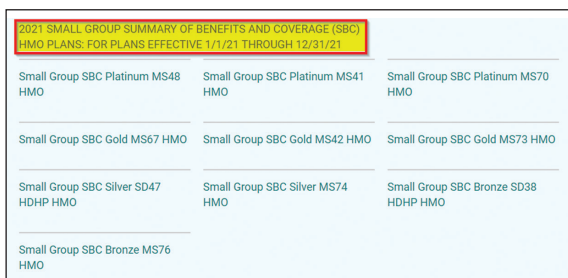 2021 SMALL GROUP SUMMARY OF BENEFITS AND COVERAGE (SBC)
HMO PLANS: FOR PLANS EFFECTIVE 1/1/21 THROUGH 12/31/21
Small Group SBC Platinum MS48
HMO
Small Group SBC Platinum MS41
HMO
Small Group SBC Platinum MS70
HMO
Small Group SBC Gold MS67 HMO
Small Group SBC Gold MS42 HMO
Small Group SBC Gold MS73 HMO
Small Group SBC Silver SD47
HDHP HMO
Small Group SBC Silver MS74
HMO
Small Group SBC Bronze SD38
HDHP HMO
Small Group SBC Bronze MS76
HMO